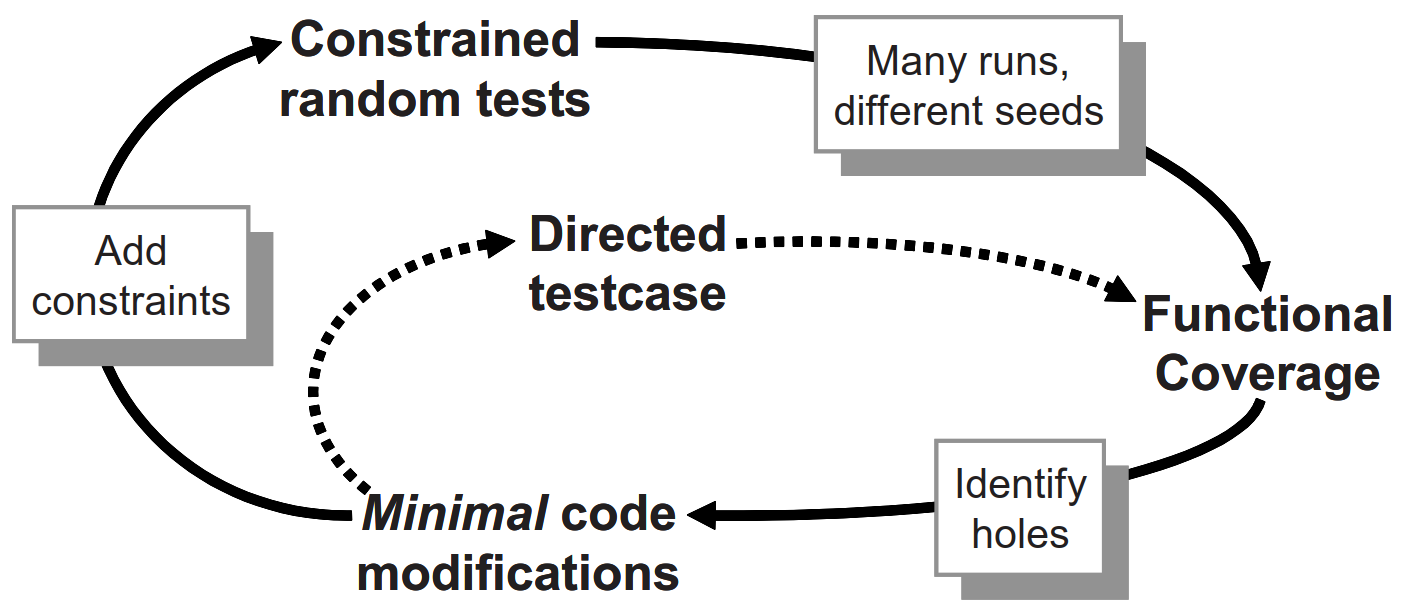 Constrained
random tests
Many runs,
different seeds
Add
constraints
Directed
testcase
Functional
Coverage
Identify
holes
Minimal code
modifications